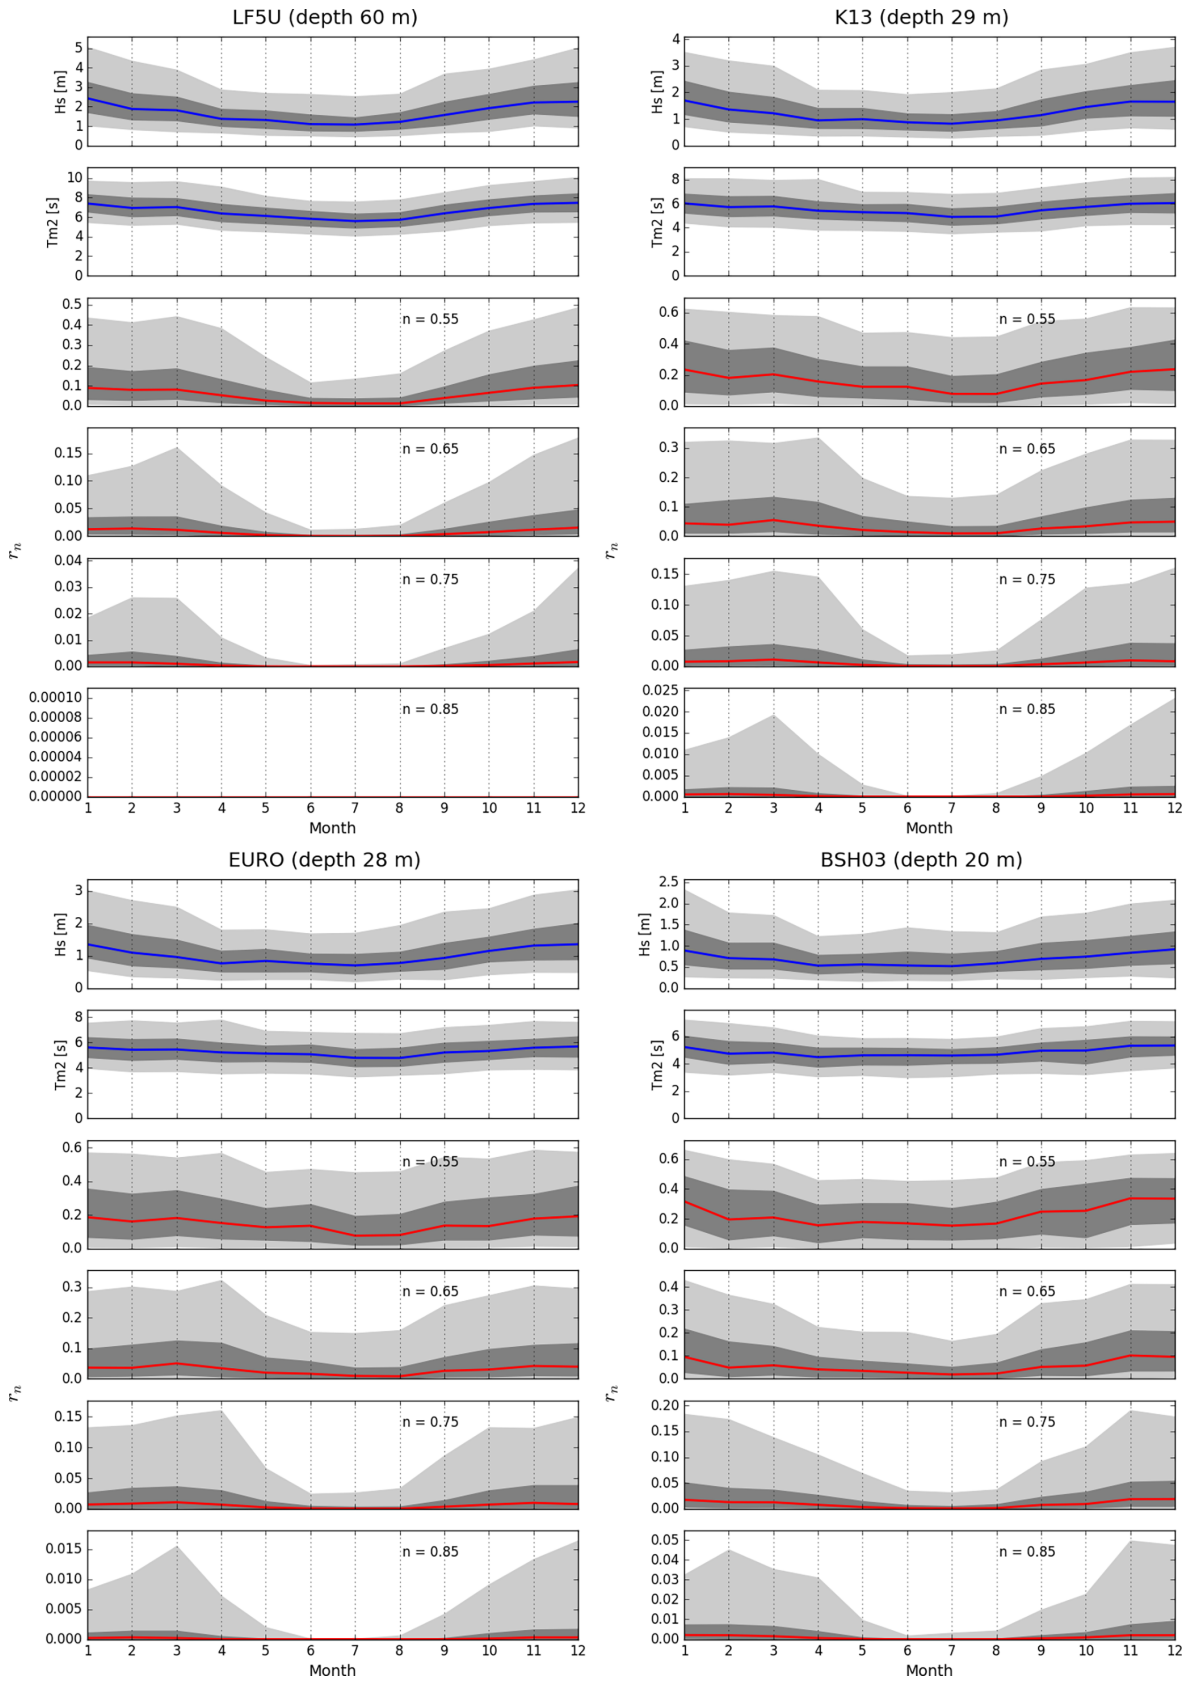 LF5U (depth 60 m)
Hs [m]
5
4
3
2
1
0
Tm2 [s]
10
8
6
4
2
0
n = 0.55
0.5
0.4
0.3
0.2
0.1
0.0
n = 0.65
0.15
0.10
0.05
0.00
r_n
n = 0.75
0.04
0.03
0.02
0.01
0.00
n = 0.85
0.00010
0.00008
0.00006
0.00004
0.00002
0.00000
1 2 3 4 5 6 7 8 9 10 11 12
Month
K13 (depth 29 m)
Hs [m]
4
3
2
1
0
Tm2 [s]
8
6
4
2
0
n = 0.55
0.6
0.4
0.2
0.0
n = 0.65
0.3
0.2
0.1
0.0
r_n
n = 0.75
0.15
0.10
0.05
0.00
n = 0.85
0.025
0.020
0.015
0.010
0.005
0.000
1 2 3 4 5 6 7 8 9 10 11 12
Month
EURO (depth 28 m)
Hs [m]
3
2
1
0
Tm2 [s]
8
6
4
2
0
n = 0.55
0.6
0.4
0.2
0.0
n = 0.65
0.3
0.2
0.1
0.0
r_n
n = 0.75
0.15
0.10
0.05
0.00
n = 0.85
0.015
0.010
0.005
0.000
1 2 3 4 5 6 7 8 9 10 11 12
Month
BSH03 (depth 20 m)
Hs [m]
2.5
2.0
1.5
1.0
0.5
0.0
Tm2 [s]
6
4
2
0
n = 0.55
0.6
0.4
0.2
0.0
n = 0.65
0.4
0.3
0.2
0.1
0.0
r_n
n = 0.75
0.20
0.15
0.10
0.05
0.00
n = 0.85
0.05
0.04
0.03
0.02
0.01
0.00
1 2 3 4 5 6 7 8 9 10 11 12
Month